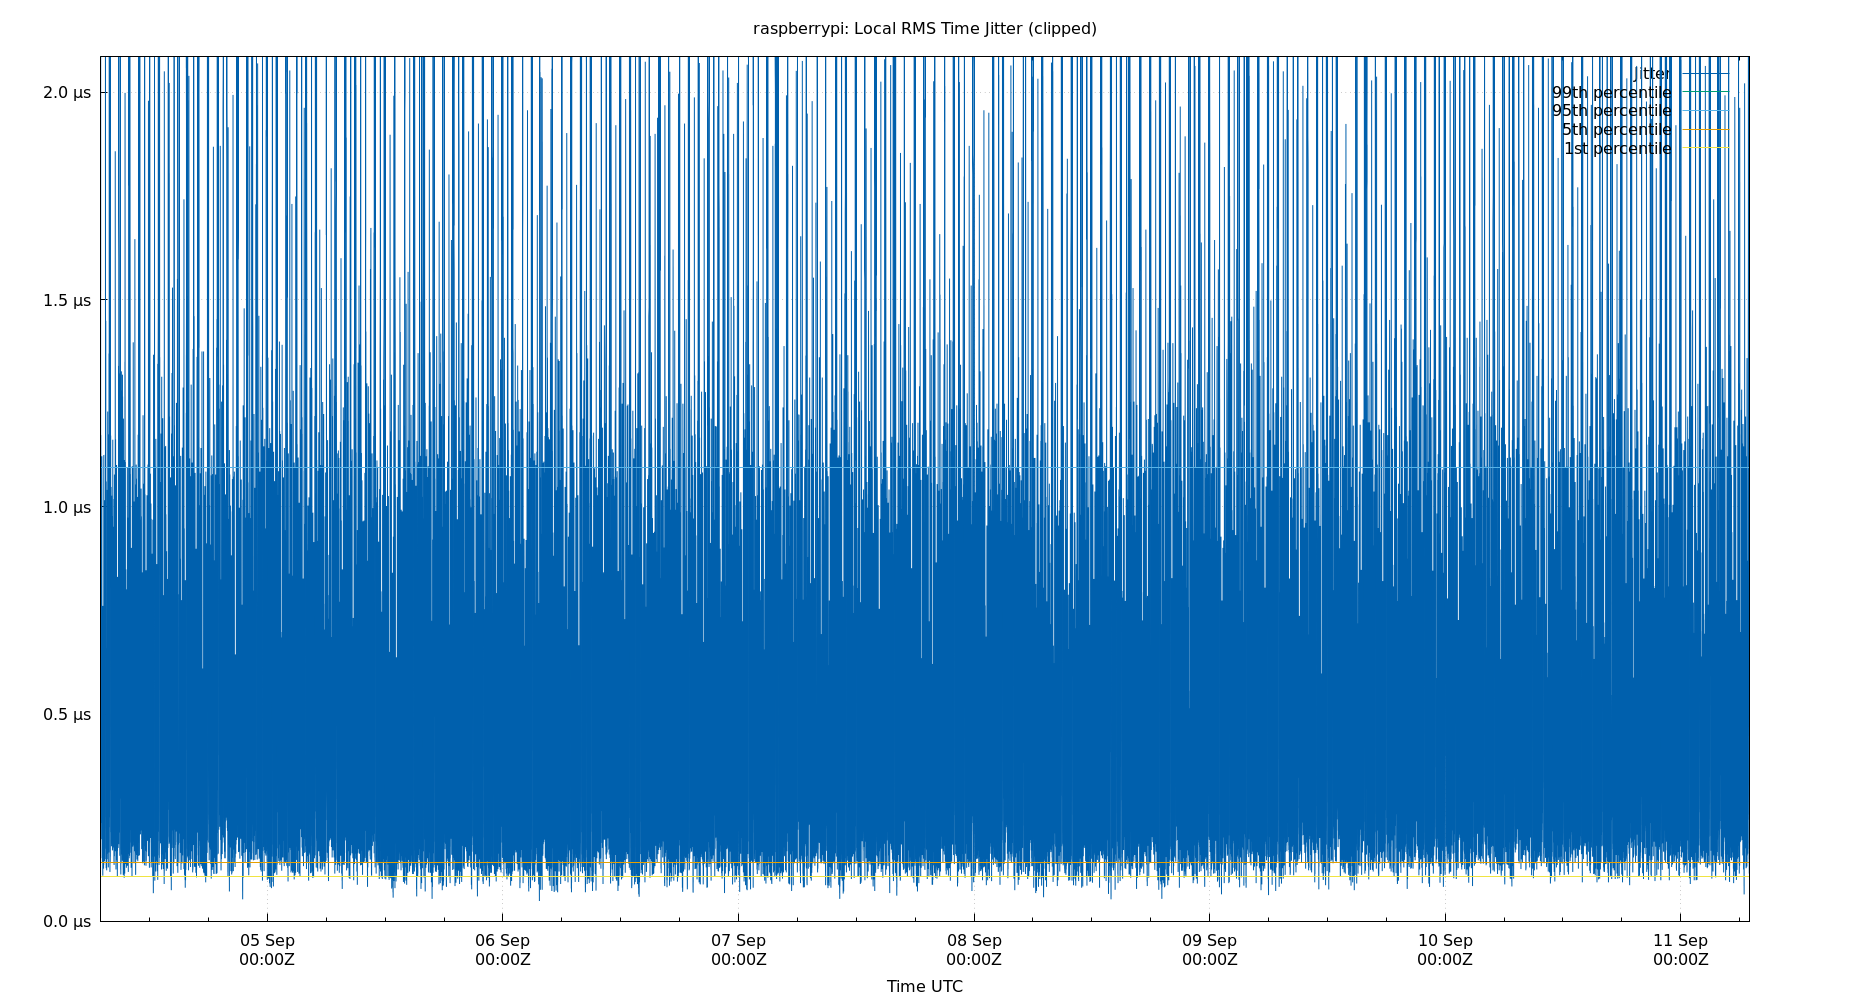 raspberrypi: Local RMS Time Jitter (clipped)
Jitter
99th percentile
95th percentile
5th percentile
1st percentile
2.0 µs
1.5 µs
1.0 µs
0.5 µs
0.0 µs
05 Sep 06 Sep 07 Sep 08 Sep 09 Sep 10 Sep 11 Sep
00:00Z 00:00Z 00:00Z 00:00Z 00:00Z 00:00Z 00:00Z
Time UTC